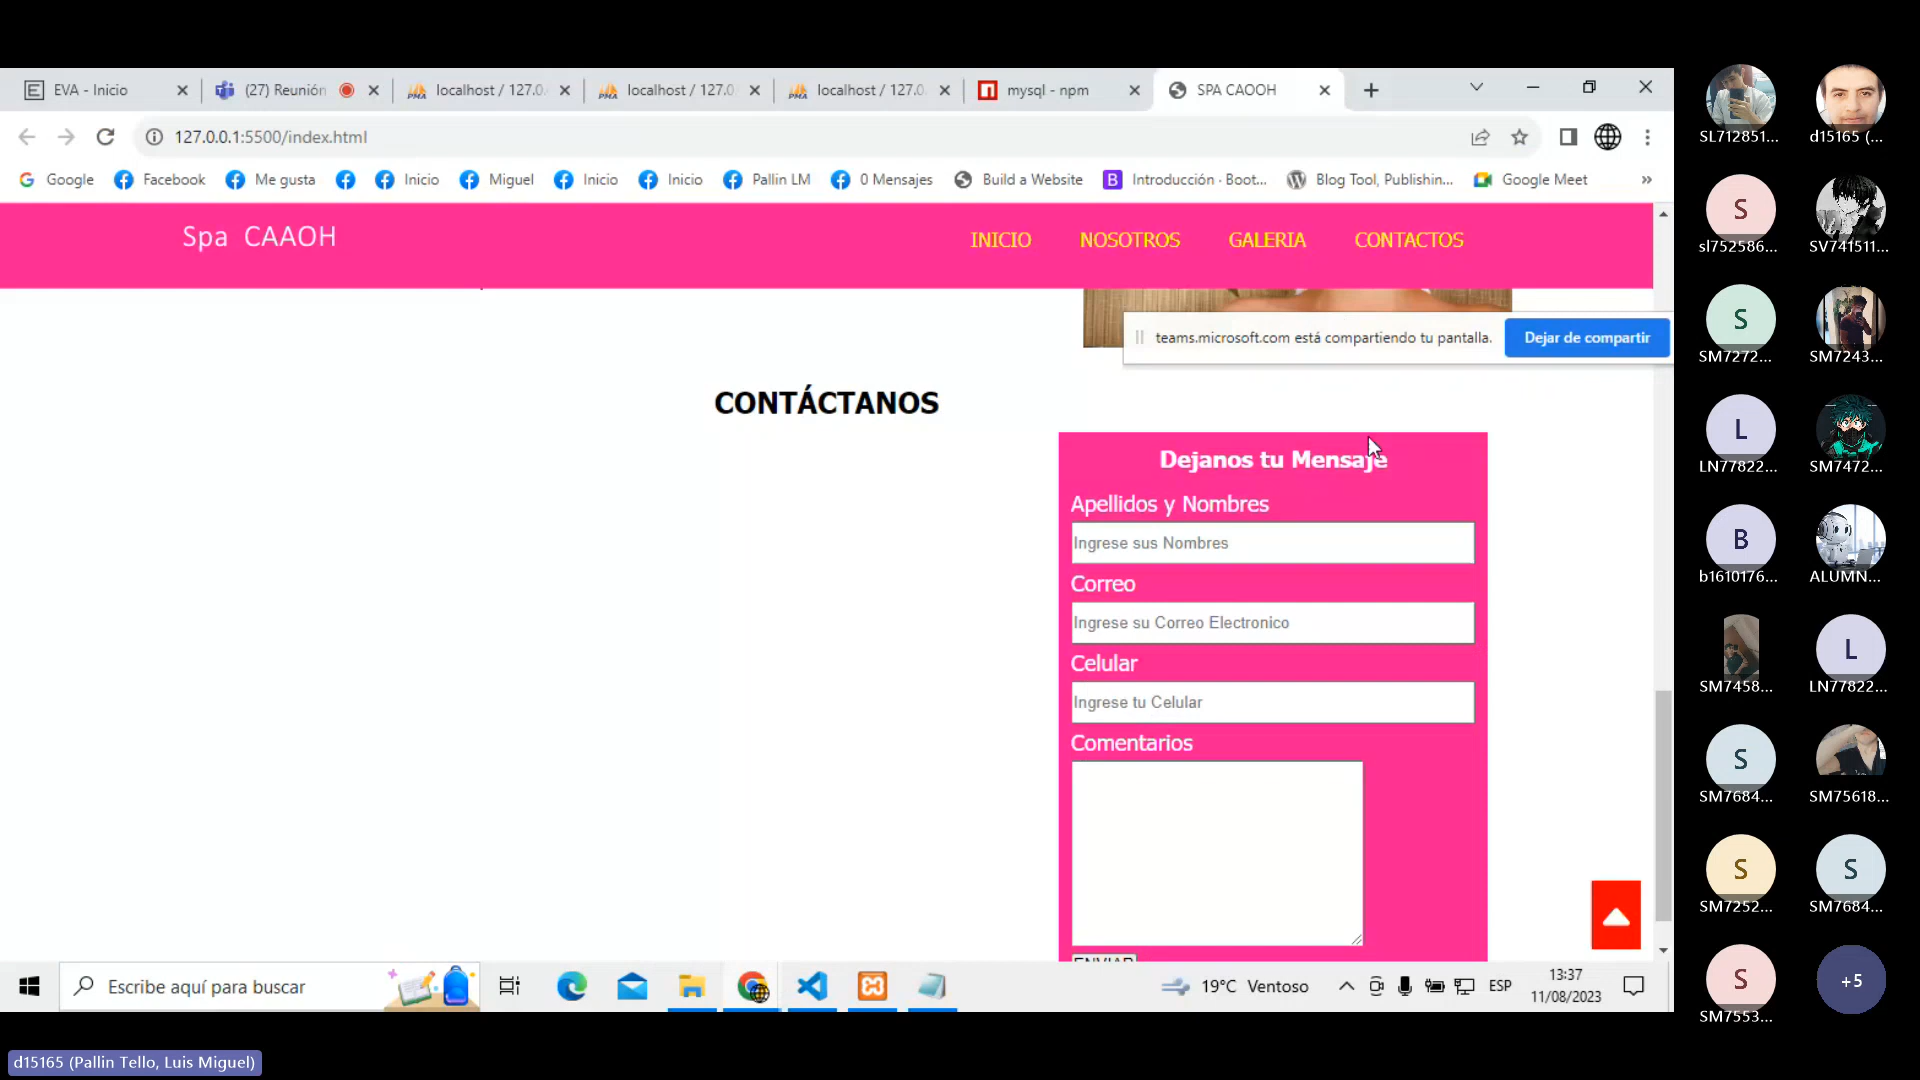 EVA - Inicio
(27) Reunión
localhost / 127.0.
localhost / 127.0
localhost / 127.0.
mysql - npm
SPA CAOOH
127.0.0.1:5500/index.html
Google
Facebook
Me gusta
Inicio
Miguel
Inicio
Inicio
Pallin LM
0 Mensajes
Build a Website
Introducción · Boot...
Blog Tool, Publishin...
Google Meet
»
Spa CAAOH
INICIO
NOSOTROS
GALERIA
CONTACTOS
teams.microsoft.com está compartiendo tu pantalla.
Dejar de compartir
CONTÁCTANOS
Dejanos tu Mensaje
Apellidos y Nombres
Ingrese sus Nombres
Correo
Ingrese su Correo Electronico
Celular
Ingrese tu Celular
Comentarios
ENVIAR
Escribe aquí para buscar
19°C Ventoso
ESP
13:37
11/08/2023
SL712851...
d15165 (...
S
sl752586...
SV741511...
S
SM7272...
SM7243...
L
LN77822...
SM7472...
B
b1610176...
ALUMN...
SM7458...
L
LN77822...
S
SM7684...
SM75618...
S
SM7252...
S
SM7684...
S
SM7553...
+5
d15165 (Pallin Tello, Luis Miguel)